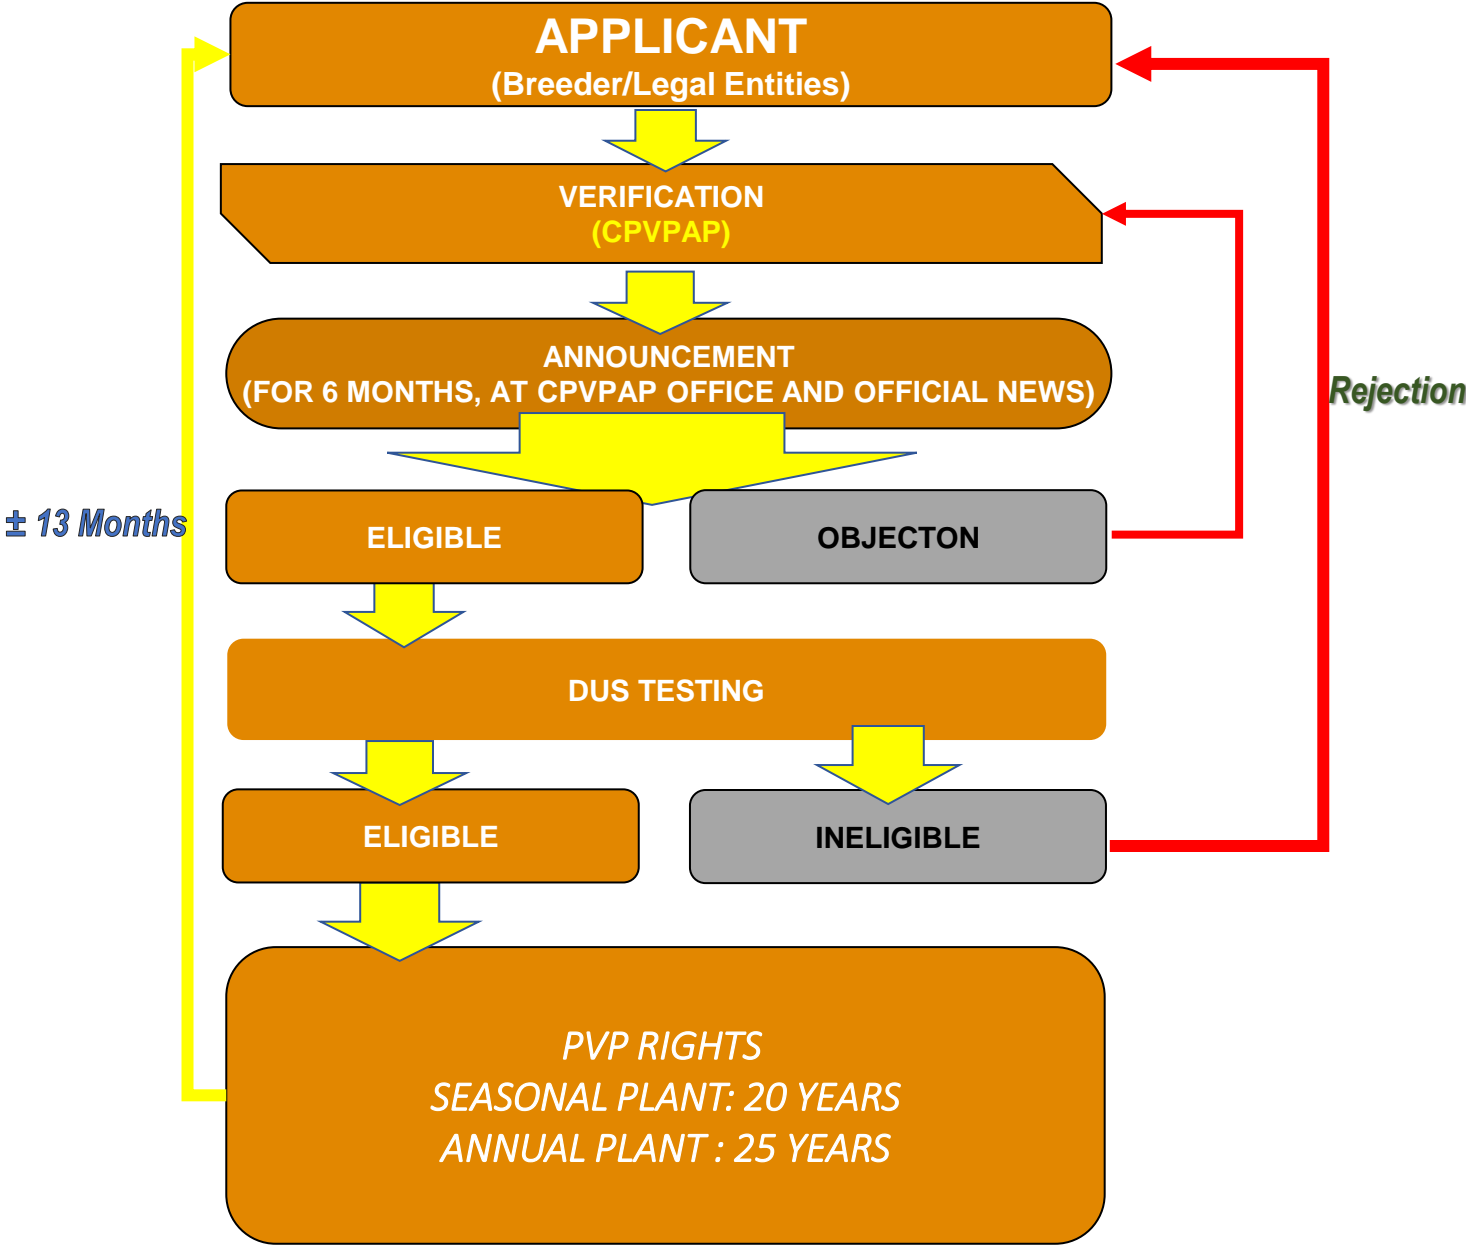 APPLICANT
(Breeder/Legal Entities)
VERIFICATION
(CPVPAP)
ANNOUNCEMENT
(FOR 6 MONTHS, AT CPVPAP OFFICE AND OFFICIAL NEWS)
Rejection
± 13 Months
ELIGIBLE
OBJECTON
DUS TESTING
ELIGIBLE
INELIGIBLE
PVP RIGHTS
SEASONAL PLANT: 20 YEARS
ANNUAL PLANT : 25 YEARS